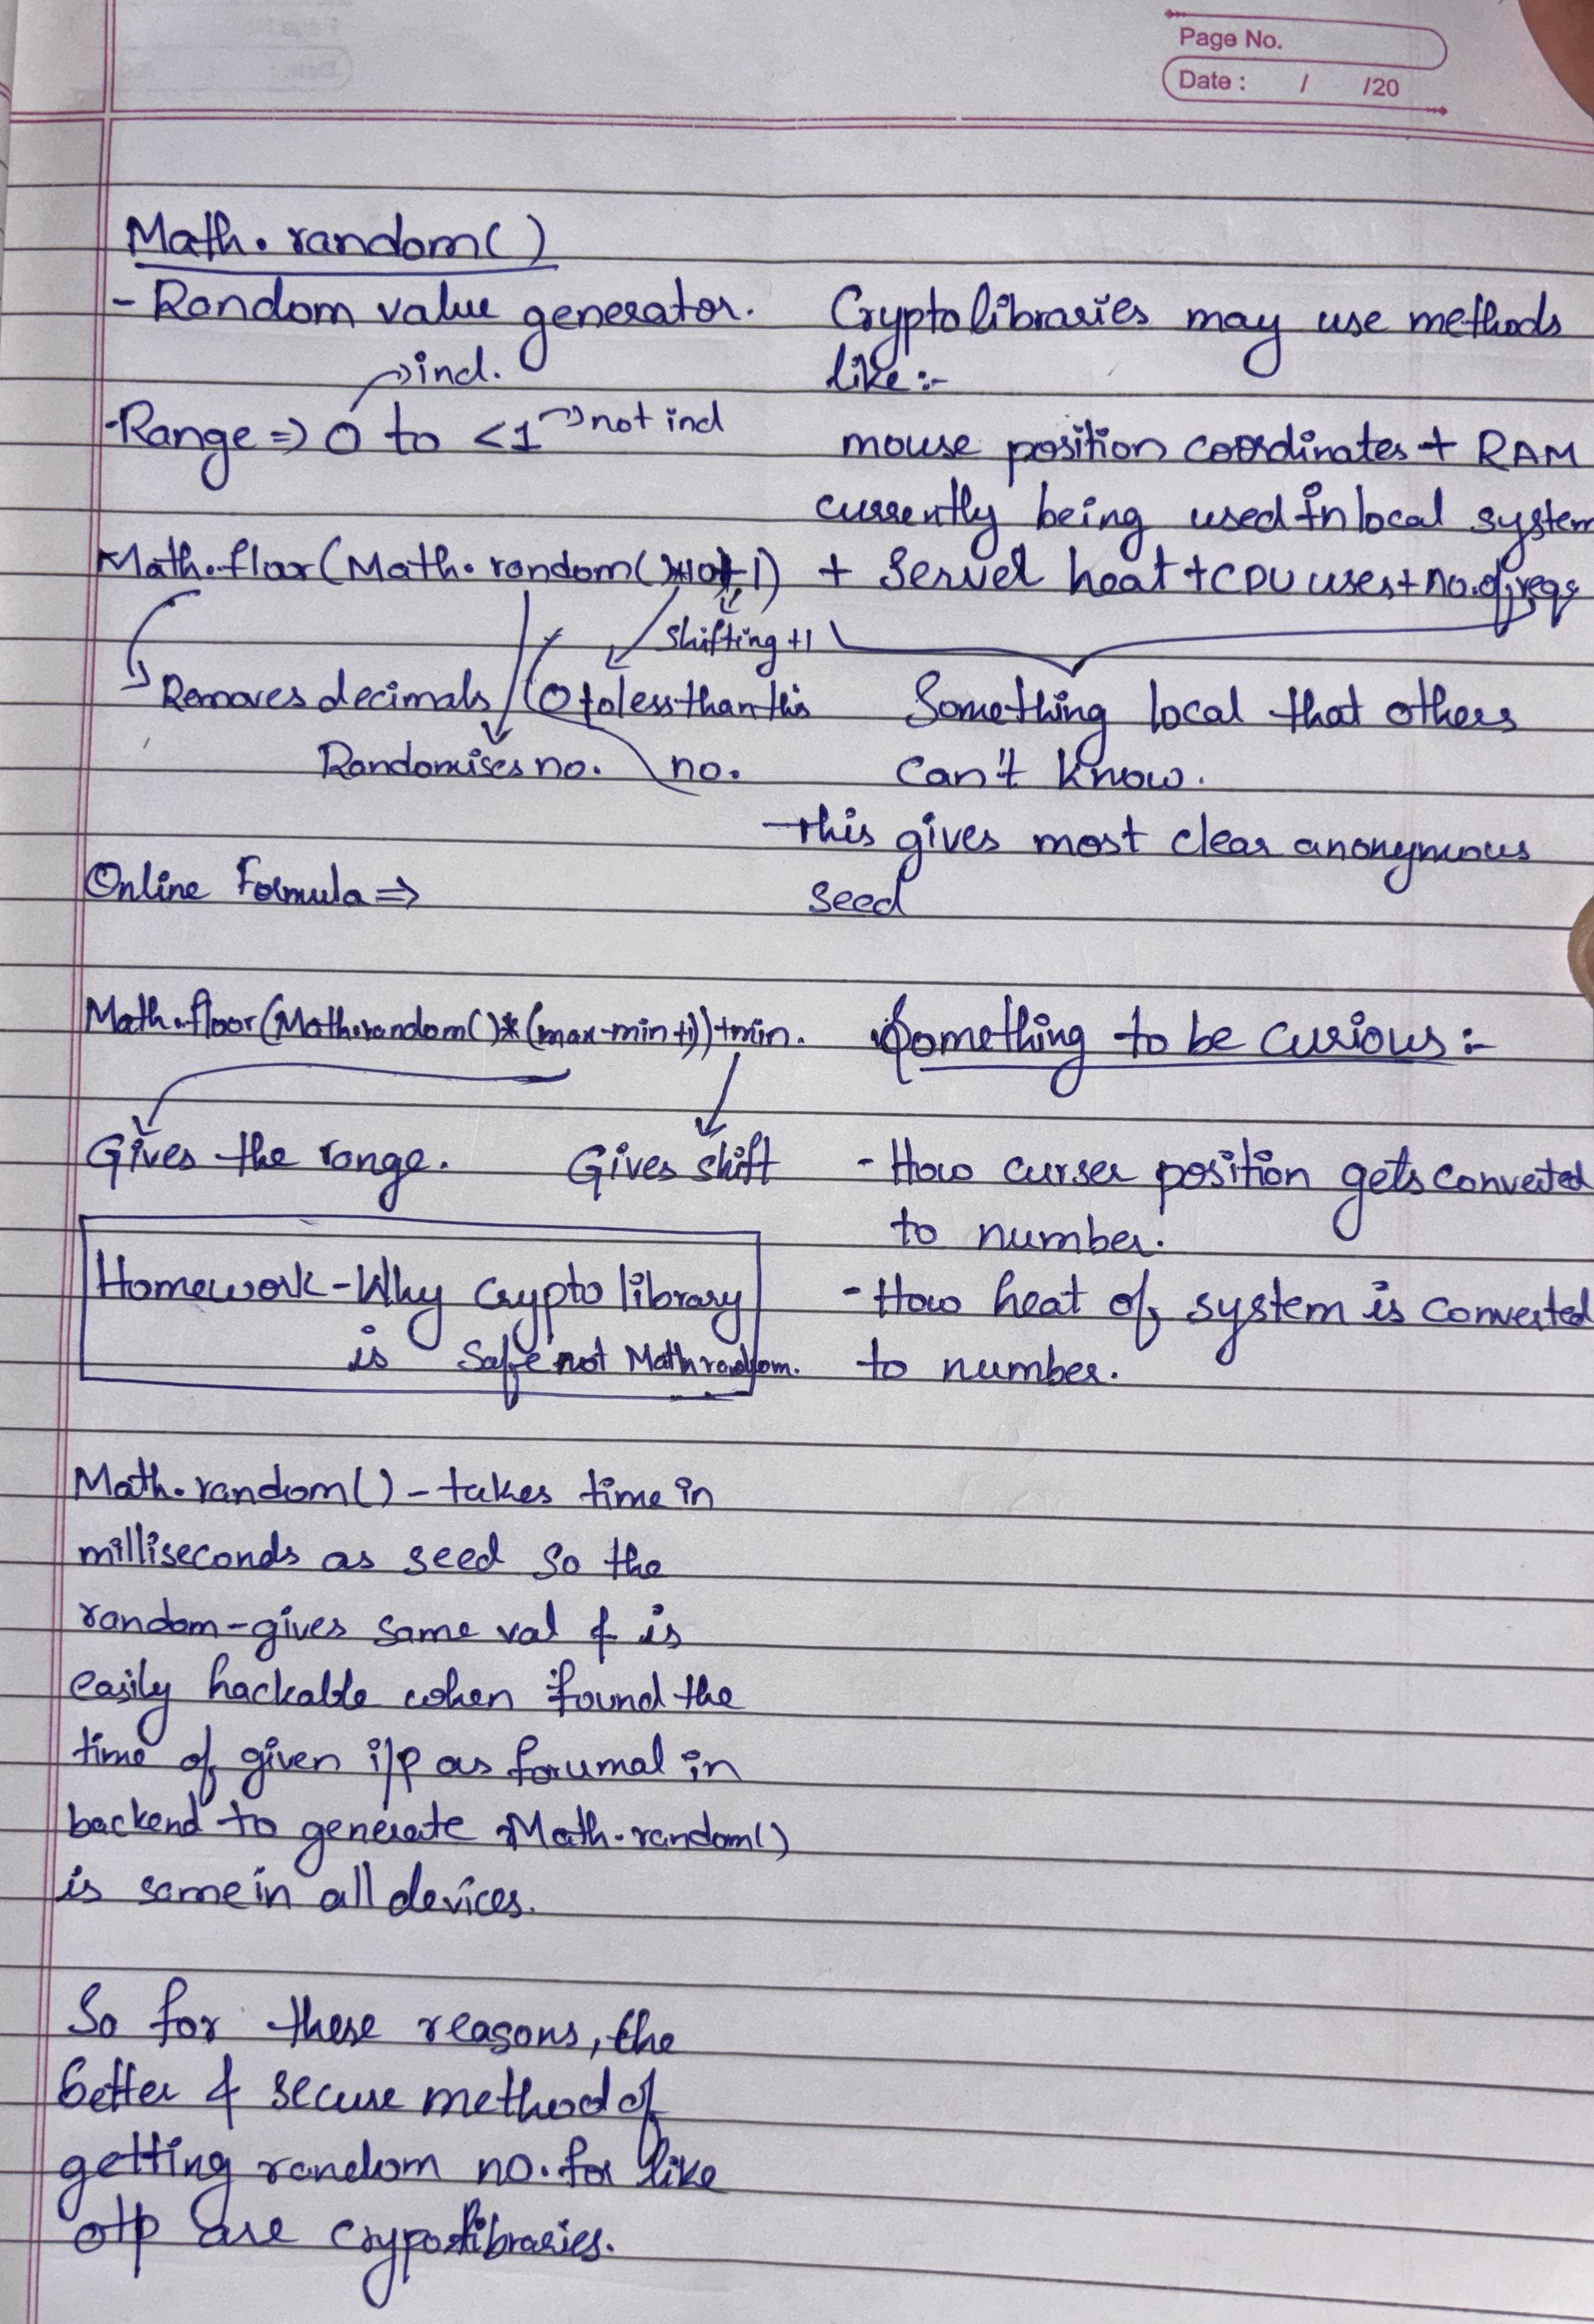 Page No.
Date : / /20
Math.random()
- Random value generator.
→incl.
-Range => 0 to <1 → not incl
Math.floor(Math.random()*10+1)
shifting +1
Removes decimals
0 to less than this
no.
Randomises no.
Online Formula =>
Math.floor(Math.random()*(max-min+1))+min.
Gives the range. Gives shift
Homework - Why Crypto library
is Safe not Math random.
Math.random() - takes time in
milliseconds as seed so the
random - gives same val & is
easily hackable when found the
time of given i/p as forumal in
backend to generate Math.random()
is same in all devices.
So for these reasons, the
better & secure method of
getting random no. for like
otp are crypolibraries.
Crypto libraries may use methods
like :-
mouse position coordinates + RAM
currently being used in local system
+ Server heat + CPU uses + no. of reqs
Something local that others
can't know.
This gives most clear anonymous
seed
Something to be curious :-
- How curser position gets converted
to number.
- How heat of system is converted
to number.